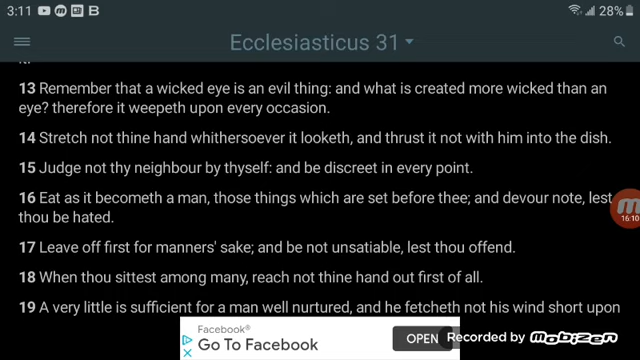 3:11 B 28%
Ecclesiasticus 31
13 Remember that a wicked eye is an evil thing: and what is created more wicked than an
eye? therefore it weepeth upon every occasion.
14 Stretch not thine hand whithersoever it looketh, and thrust it not with him into the dish.
15 Judge not thy neighbour by thyself: and be discreet in every point.
16 Eat as it becometh a man, those things which are set before thee; and devour note, lest
thou be hated.
17 Leave off first for manners' sake; and be not unsatiable, lest thou offend.
18 When thou sittest among many, reach not thine hand out first of all.
19 A very little is sufficient for a man well nurtured, and he fetcheth not his wind short upon
16:10
Facebook®
Go To Facebook
OPEN
Recorded by Mobizen